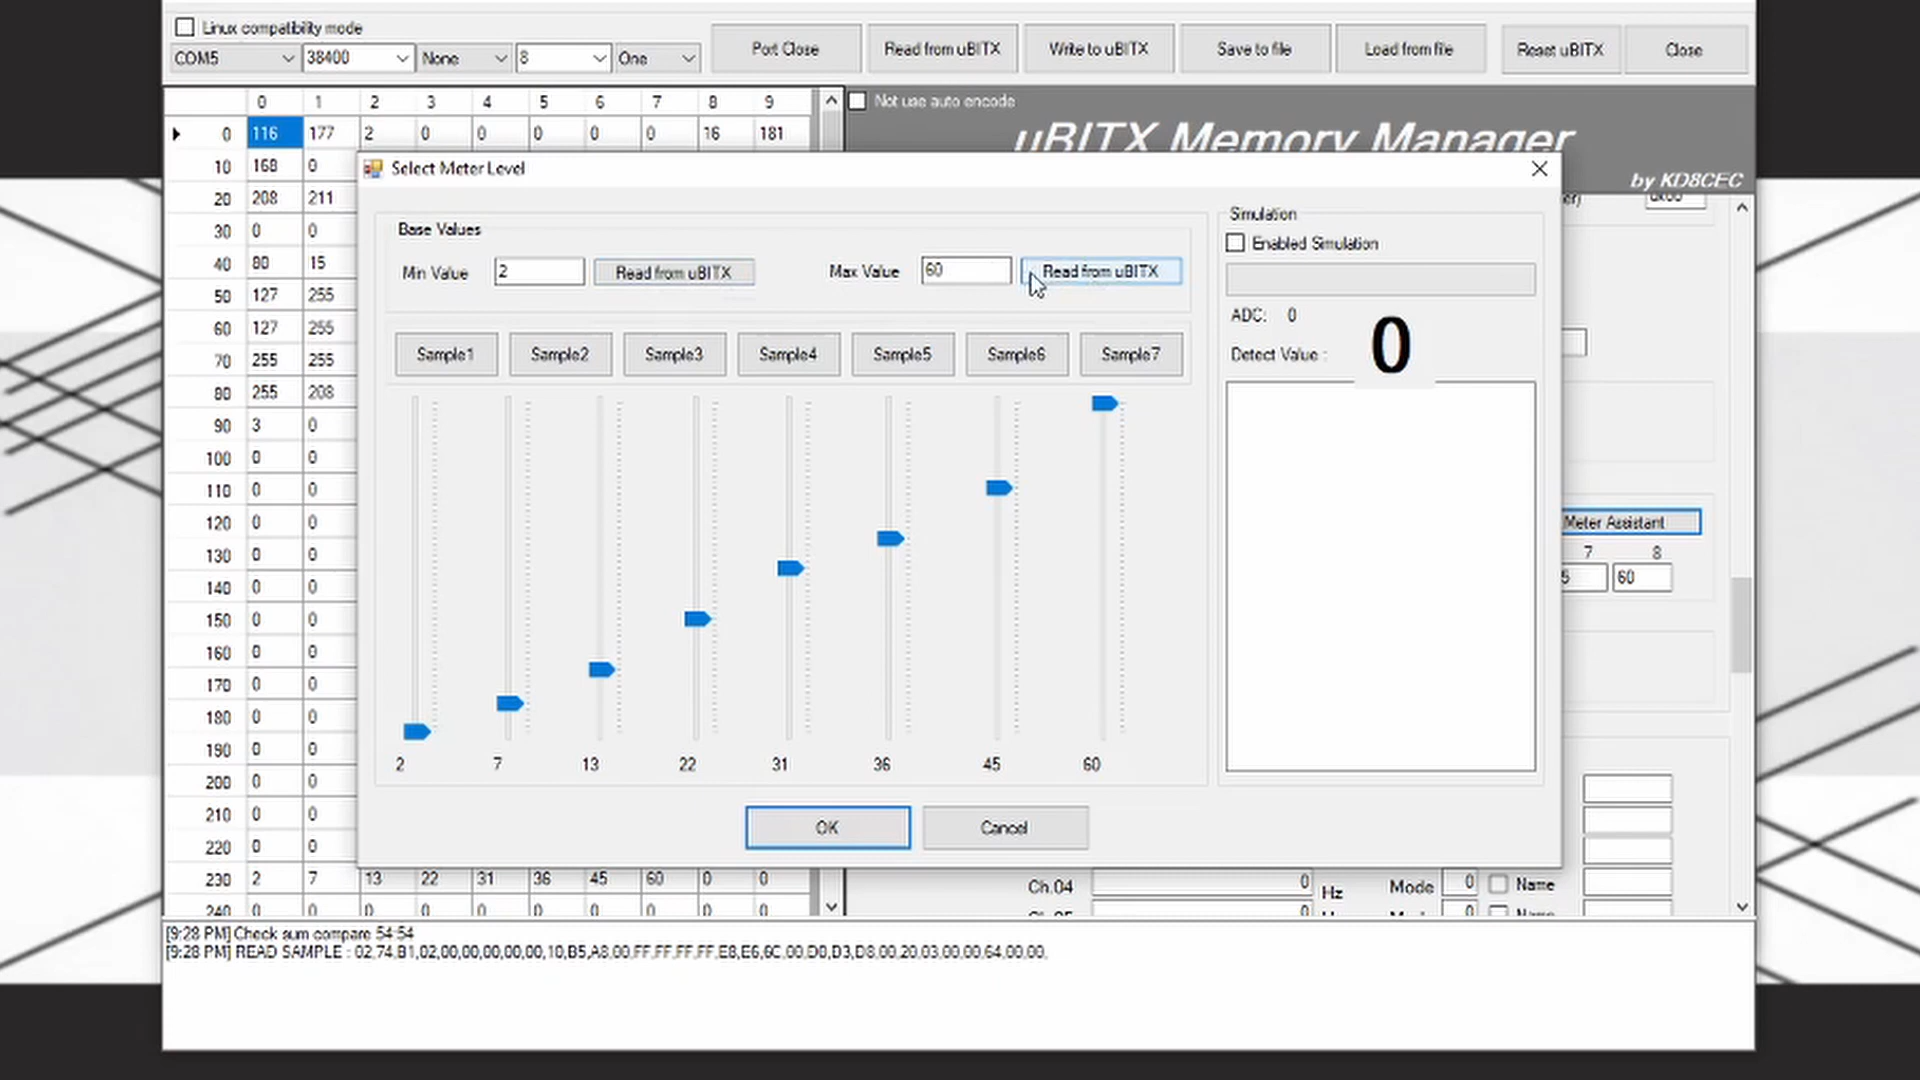 Linux compatibility mode
COM5 38400 None 8 One Port Close Read from uBITX Write to uBITX Save to file Load from file Reset uBITX Close
0 1 2 3 4 5 6 7 8 9
Not use auto encode
uBITX Memory Manager
by KD8CEC
0 116 177 2 0 0 0 0 0 16 181
10 168 0
20 208 211
30 0 0
40 80 15
50 127 255
60 127 255
70 255 255
80 255 208
90 3 0
100 0 0
110 0 0
120 0 0
130 0 0
140 0 0
150 0 0
160 0 0
170 0 0
180 0 0
190 0 0
200 0 0
210 0 0
220 0 0
230 2 7 13 22 31 36 45 60 0 0
240 0 0 0 0 0 0 0 0 0 0
Select Meter Level
Base Values
Min Value 2 Read from uBITX Max Value 60 Read from uBITX
Sample1 Sample2 Sample3 Sample4 Sample5 Sample6 Sample7
2 7 13 22 31 36 45 60
OK Cancel
Simulation
Enabled Simulation
ADC: 0
Detect Value : 0
Meter Assistant
7 8
5 60
Ch.04 0 Hz Mode 0 Name
[9:28 PM] Check sum compare 54:54
[9:28 PM] READ SAMPLE : 02,74,B1,02,00,00,00,00,00,10,B5,A8,00,FF,FF,FF,FF,E8,E6,6C,00,D0,D3,D8,00,20,03,00,00,64,00,00,